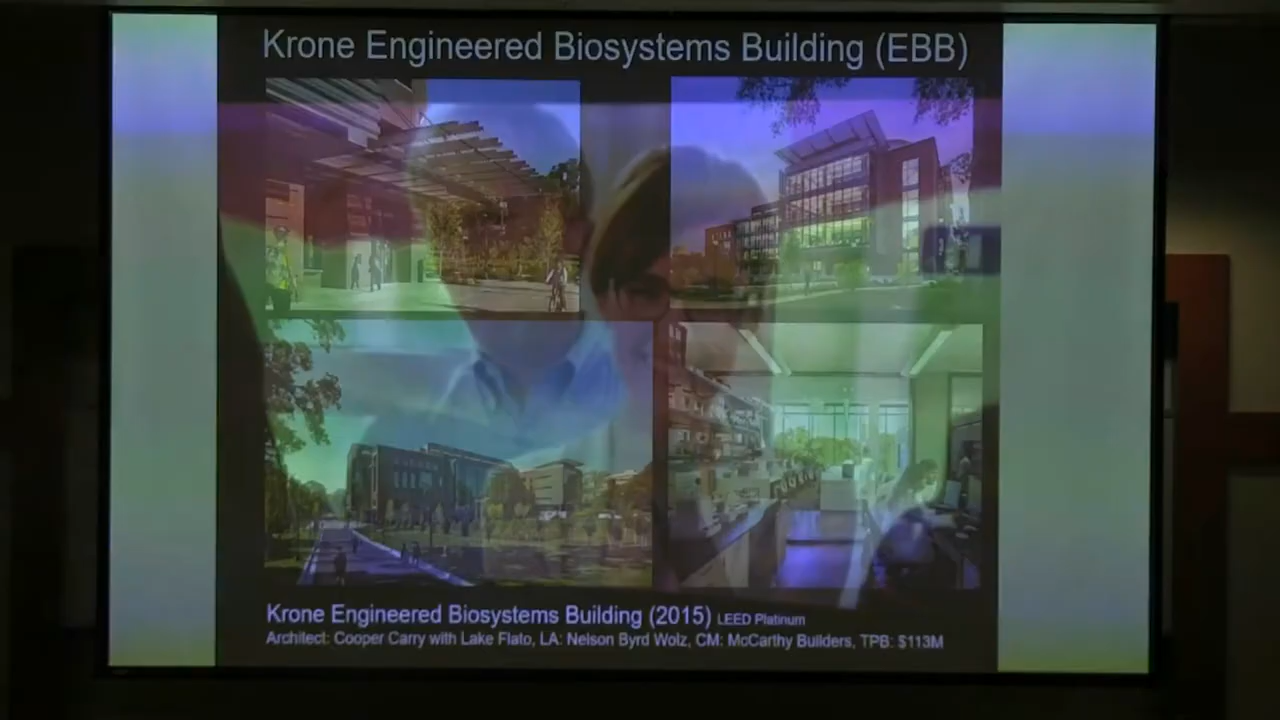 Krone Engineered Biosystems Building (EBB)
Krone Engineered Biosystems Building (2015) LEED Platinum
Architect: Cooper Carry with Lake Flato, LA: Nelson Byrd Wolz, CM: McCarthy Builders, TPB: $113M